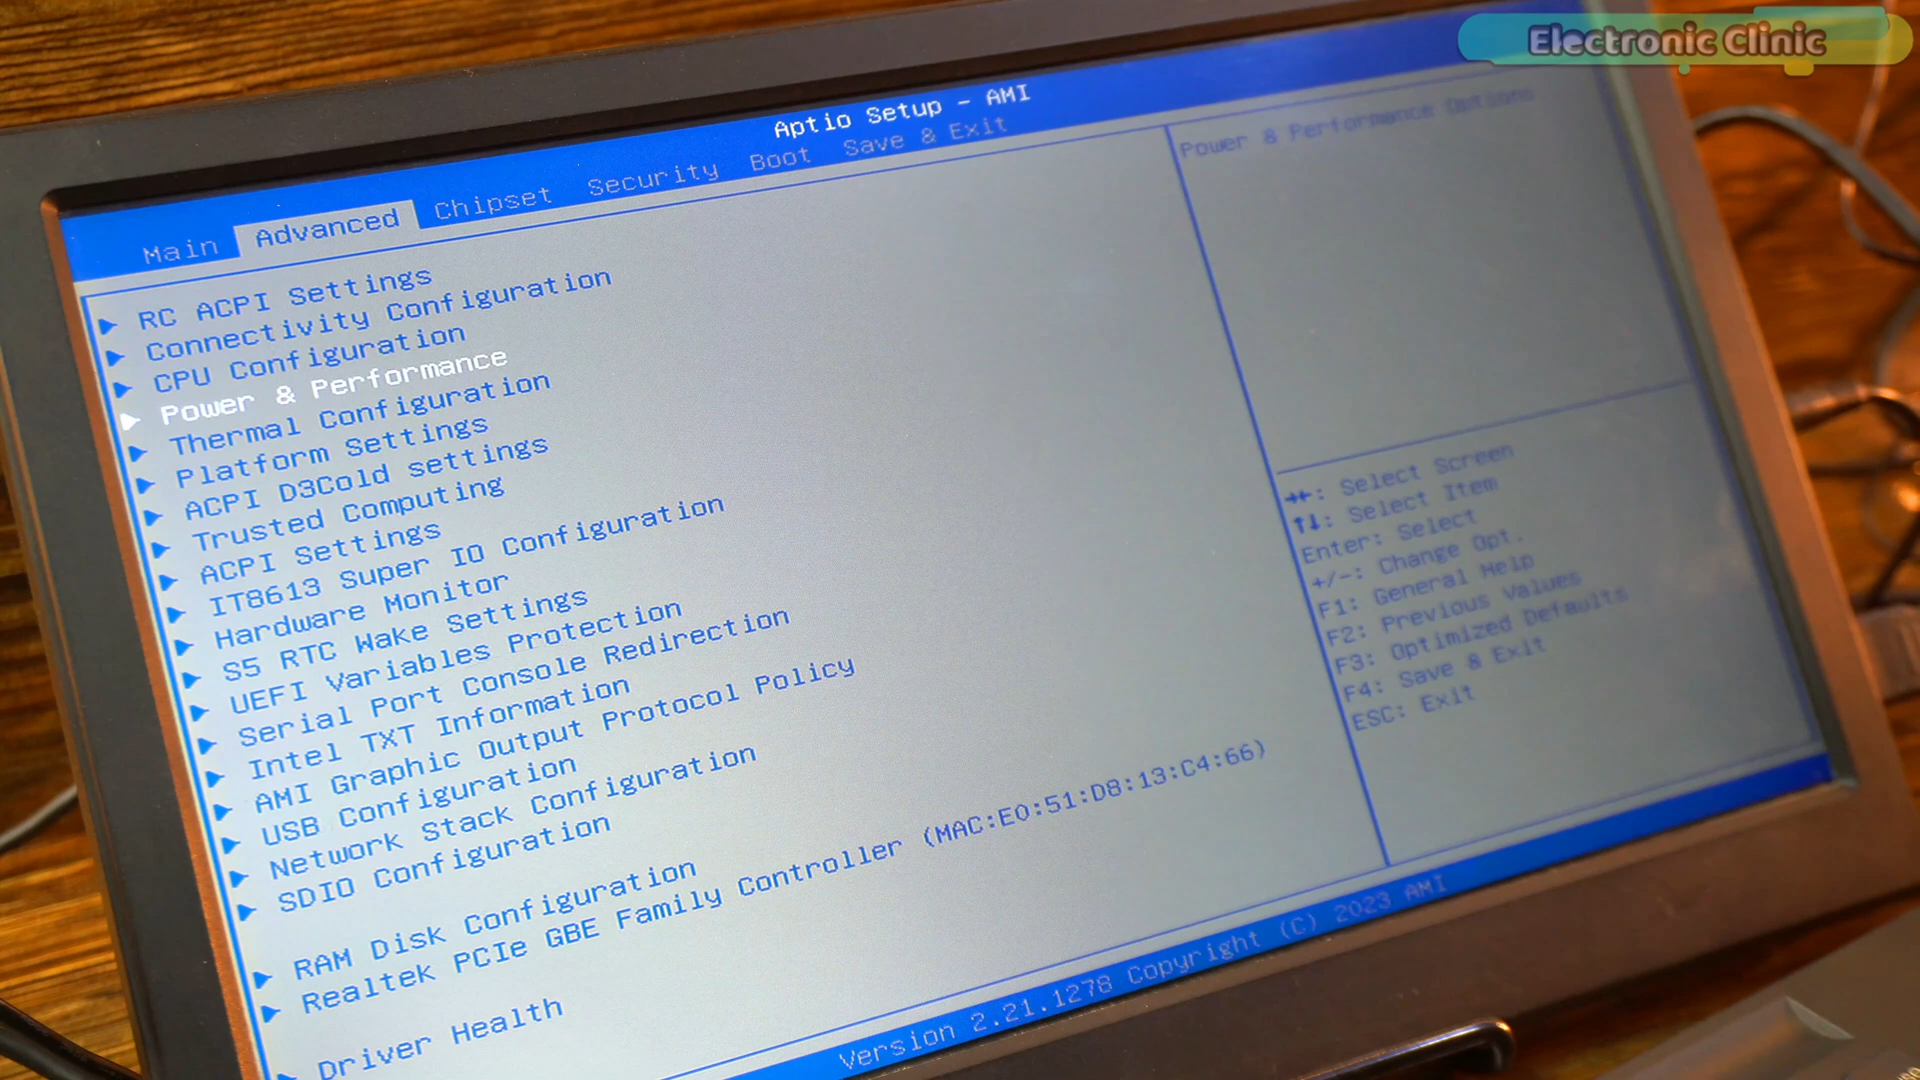 Electronic Clinic
Aptio Setup - AMI
Main Advanced Chipset Security Boot Save & Exit
RC ACPI Settings
Connectivity Configuration
CPU Configuration
Power & Performance
Thermal Configuration
Platform Settings
ACPI D3Cold settings
Trusted Computing
ACPI Settings
IT8613 Super IO Configuration
Hardware Monitor
S5 RTC Wake Settings
UEFI Variables Protection
Serial Port Console Redirection
Intel TXT Information
AMI Graphic Output Protocol Policy
USB Configuration
Network Stack Configuration
SDIO Configuration
RAM Disk Configuration
Realtek PCIe GBE Family Controller (MAC:E0:51:D8:13:C4:66)
Driver Health
Power & Performance Options
→←: Select Screen
↑↓: Select Item
Enter: Select
+/-: Change Opt.
F1: General Help
F2: Previous Values
F3: Optimized Defaults
F4: Save & Exit
ESC: Exit
Version 2.21.1278 Copyright (C) 2023 AMI